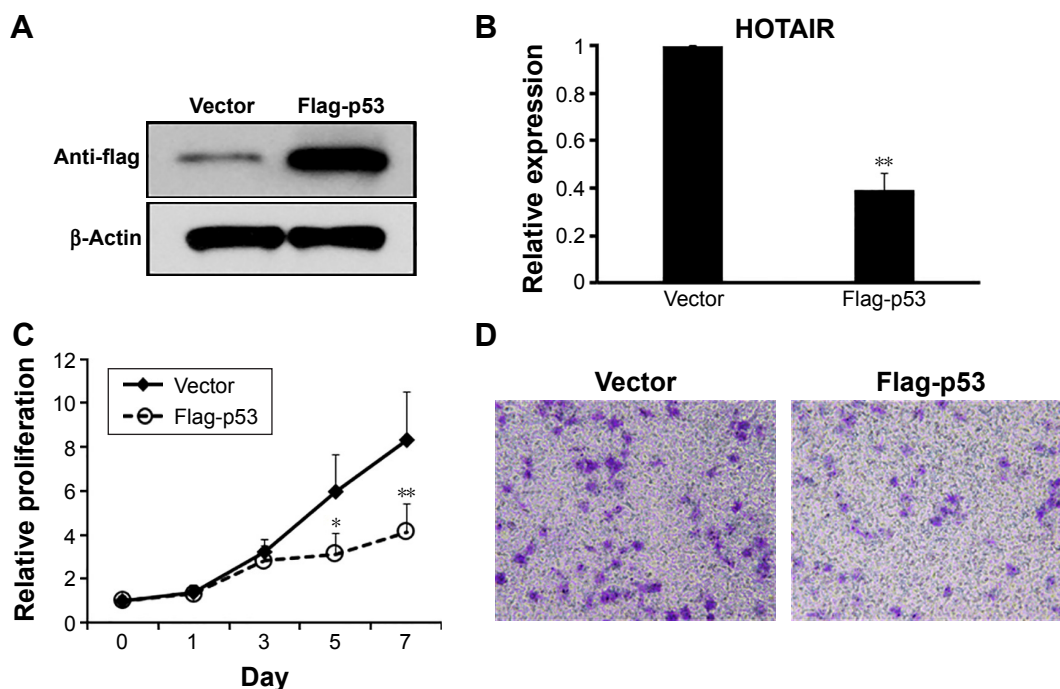 A
Vector Flag-p53
Anti-flag
β-Actin
B
HOTAIR
Relative expression
1
0.8
0.6
0.4
0.2
0
**
Vector Flag-p53
C
Relative proliferation
12
10
8
6
4
2
0
Vector
Flag-p53
*
**
0 1 3 5 7
Day
D
Vector Flag-p53